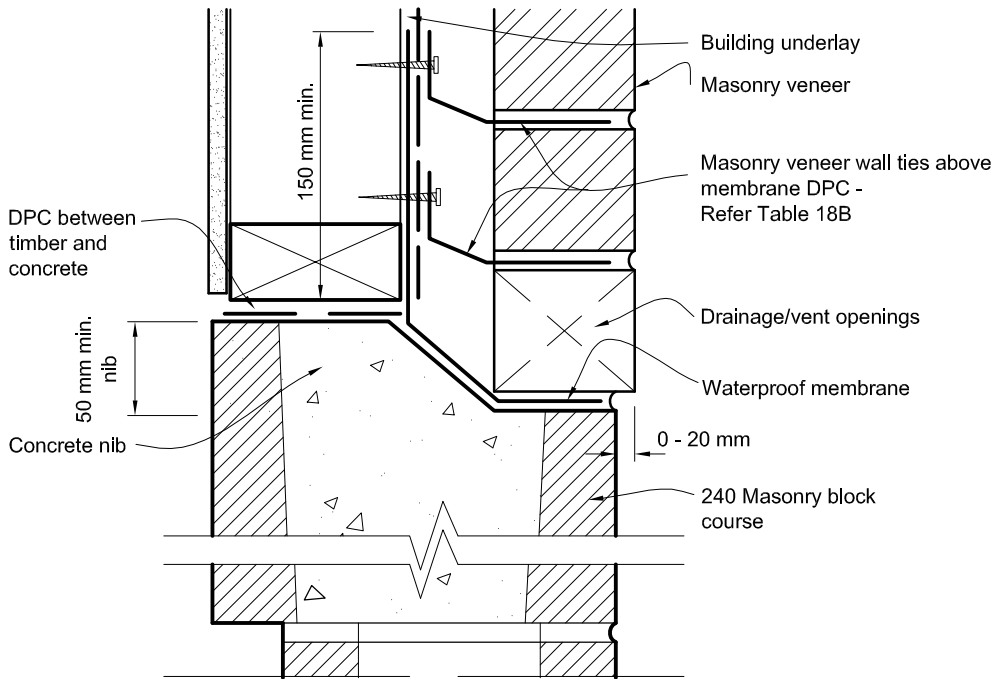 Building underlay
Masonry veneer
150 mm min.
Masonry veneer wall ties above
membrane DPC -
Refer Table 18B
DPC between
timber and
concrete
Drainage/vent openings
50 mm min.
nib
Waterproof membrane
Concrete nib
0 - 20 mm
240 Masonry block
course